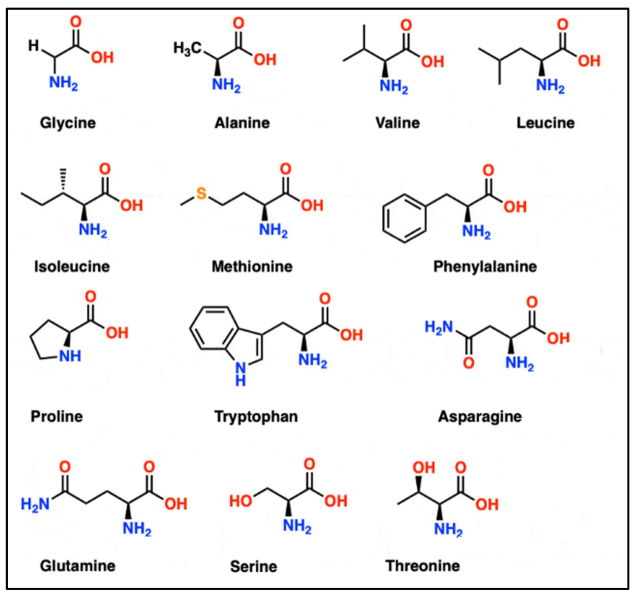 H O OH NH2
H3C O OH NH2
O OH NH2
O OH NH2
Glycine Alanine Valine Leucine
O OH NH2
S O OH NH2
O OH NH2
Isoleucine Methionine Phenylalanine
O OH NH
O OH NH2 N H
H2N O O OH NH2
Proline Tryptophan Asparagine
O O H2N OH NH2
O HO OH NH2
OH O OH NH2
Glutamine Serine Threonine